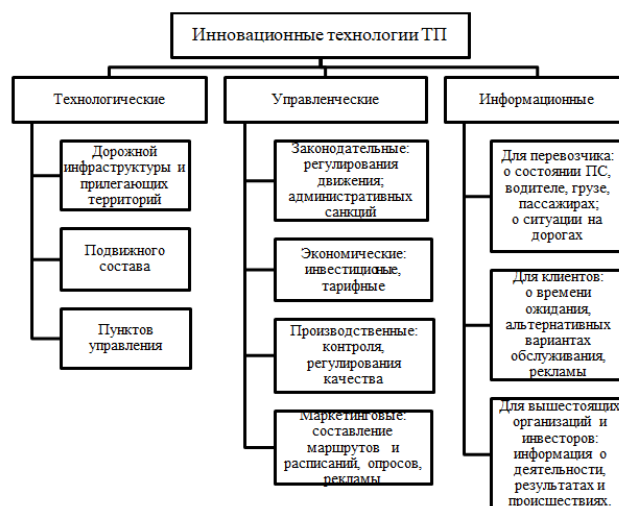 Инновационные технологии ТП
Технологические
Управленческие
Информационные
Дорожной
инфраструктуры и
прилегающих
территорий
Подвижного
состава
Пунктов
управления
Законодательные:
регулирования
движения;
административных
санкций
Экономические:
инвестиционые,
тарифные
Производственные:
контроля,
регулирования
качества
Маркетинговые:
составление
маршрутов и
расписаний, опросов,
рекламы
Для перевозчика:
о состоянии ПС,
водителе, грузе,
пассажирах;
о ситуации на
дорогах
Для клиентов:
о времени
ожидания,
альтернативных
вариантах
обслуживания,
рекламы
Для вышестоящих
организаций и
инвесторов:
информация о
деятельности,
результатах и
происшествиях.